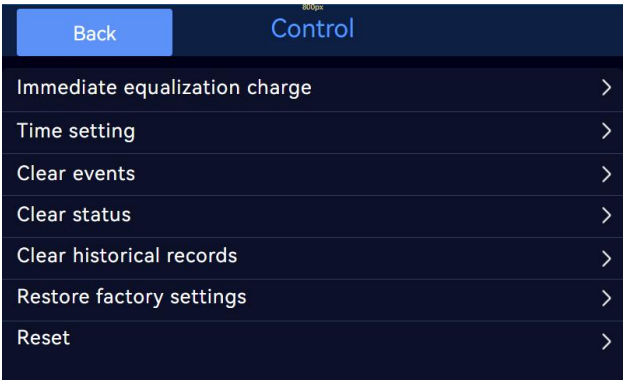 800px
Back
Control
Immediate equalization charge
Time setting
Clear events
Clear status
Clear historical records
Restore factory settings
Reset